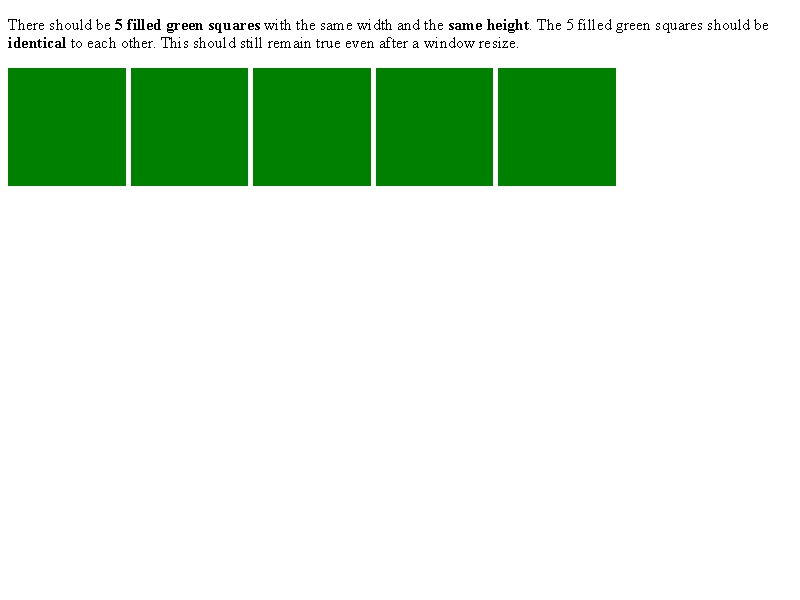 There should be 5 filled green squares with the same width and the same height. The 5 filled green squares should be
identical to each other. This should still remain true even after a window resize.